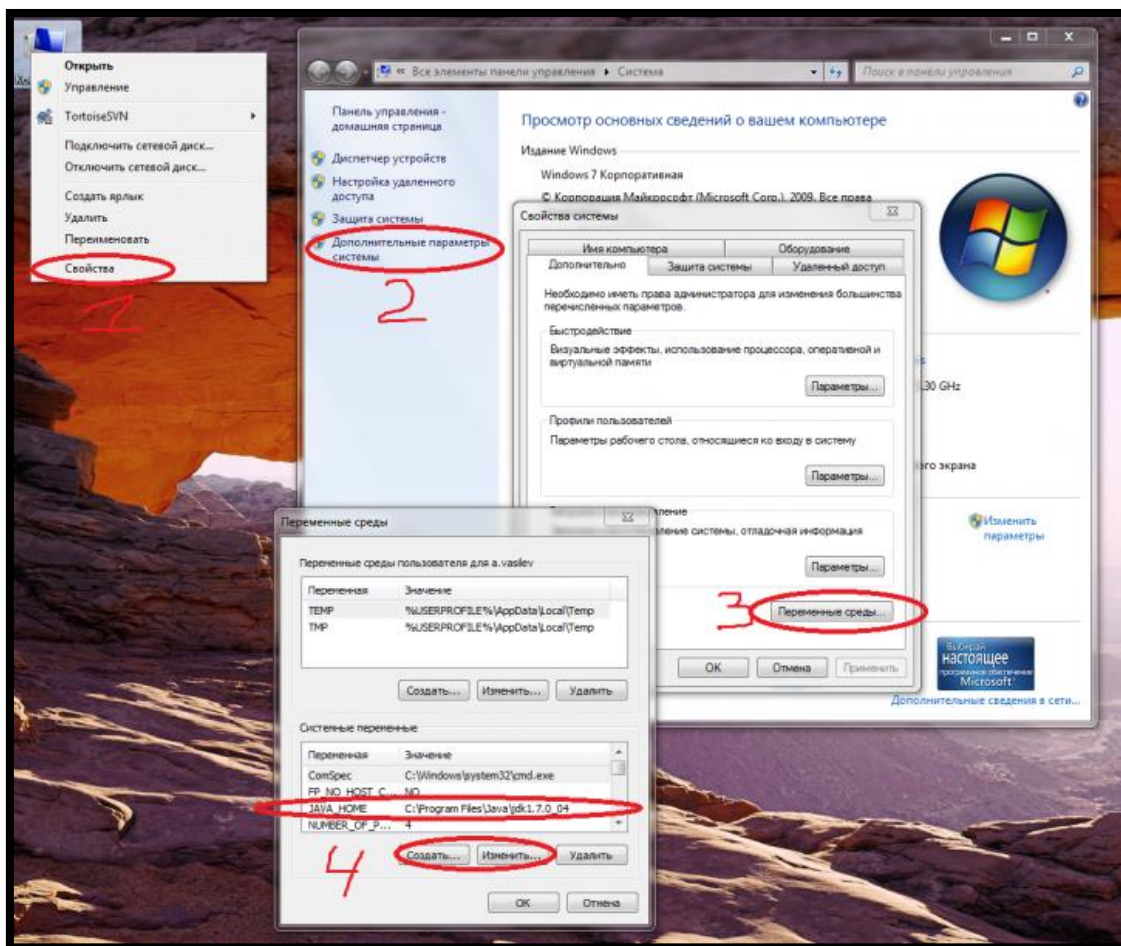 Открыть
Управление
TortoiseSVN
Подключить сетевой диск...
Отключить сетевой диск...
Создать ярлык
Удалить
Переименовать
Свойства
1
Все элементы панели управления
Система
Поиск в панели управления
Панель управления -
домашняя страница
Диспетчер устройств
Настройка удаленного
доступа
Защита системы
Дополнительные параметры
системы
2
Просмотр основных сведений о вашем компьютере
Издание Windows
Windows 7 Корпоративная
© Корпорация Майкрософт (Microsoft Corp.), 2009. Все права
Свойства системы
Имя компьютера
Оборудование
Дополнительно
Защита системы
Удаленный доступ
Необходимо иметь права администратора для изменения большинства
перечисленных параметров.
Быстродействие
Визуальные эффекты, использование процессора, оперативной и
виртуальной памяти
Параметры...
Профили пользователей
Параметры рабочего стола, относящиеся ко входу в систему
Параметры...
отладочная информация
Параметры...
3
Переменные среды...
ОК
Отмена
Применить
.30 GHz
экрана
Изменить
параметры
Выбирай
настоящее
программное обеспечение
Microsoft
Дополнительные сведения в сети...
Переменные среды
Переменные среды пользователя для a.vasilev
Переменная Значение
TEMP %USERPROFILE%\AppData\Local\Temp
TMP %USERPROFILE%\AppData\Local\Temp
Создать... Изменить... Удалить
Системные переменные
Переменная Значение
ComSpec C:\Windows\system32\cmd.exe
FP_NO_HOST_C... NO
JAVA_HOME C:\Program Files\Java\jdk1.7.0_04
NUMBER_OF_P... 4
4
Создать... Изменить... Удалить
ОК Отмена